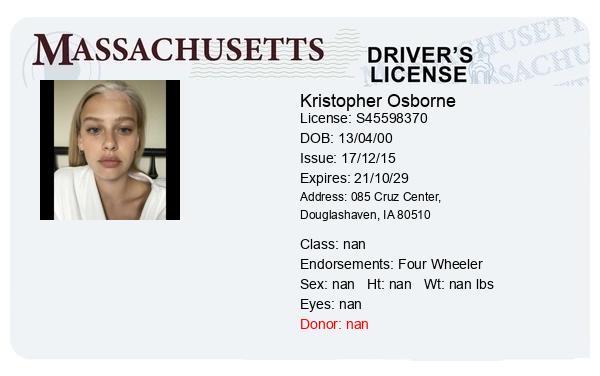 MASSACHUSETTS
DRIVER'S
LICENSE
Kristopher Osborne
License: S45598370
DOB: 13/04/00
Issue: 17/12/15
Expires: 21/10/29
Address: 085 Cruz Center,
Douglashaven, IA 80510
Class: nan
Endorsements: Four Wheeler
Sex: nan Ht: nan Wt: nan lbs
Eyes: nan
Donor: nan